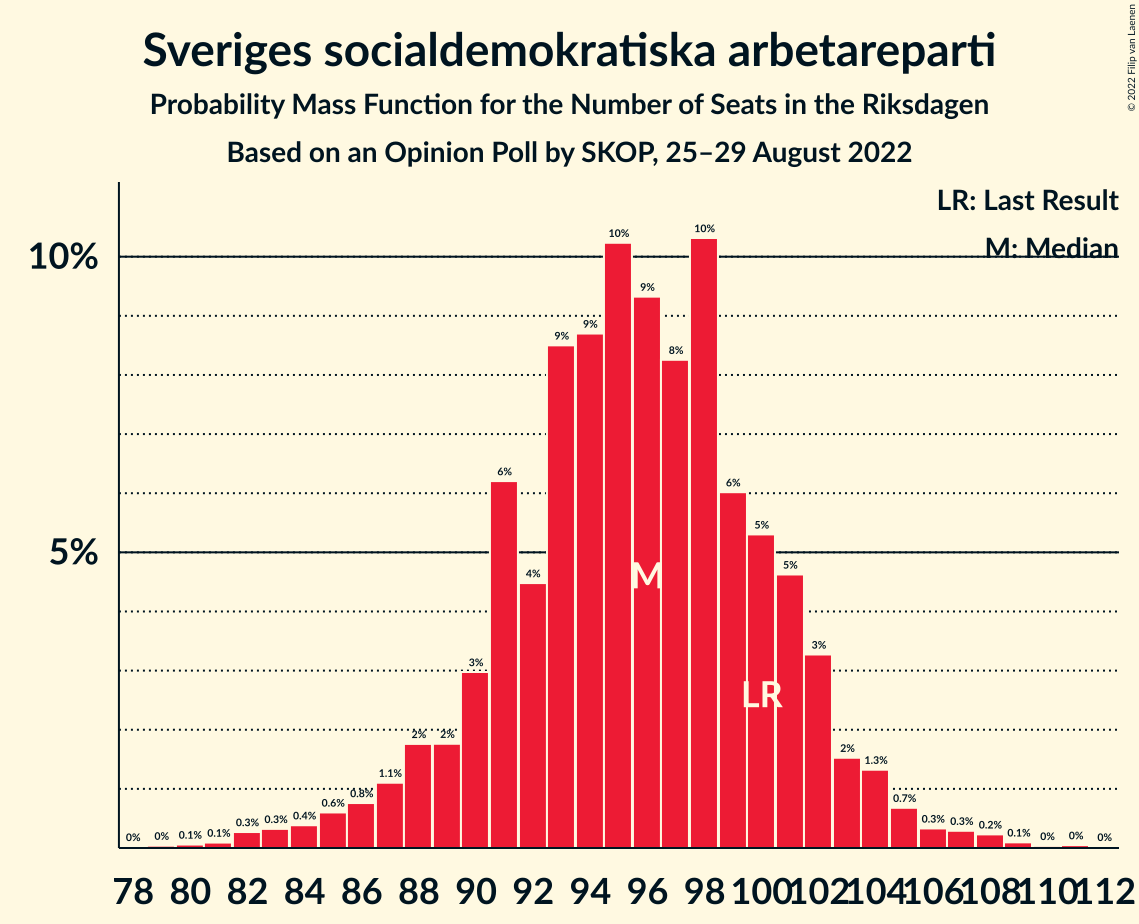 Sveriges socialdemokratiska arbetareparti
Probability Mass Function for the Number of Seats in the Riksdagen
Based on an Opinion Poll by SKOP, 25–29 August 2022
© 2022 Filip van Laenen
LR: Last Result
M: Median
10%
5%
0% 0% 0.1% 0.1% 0.3% 0.3% 0.4% 0.6% 0.8% 1.1% 2% 2% 3% 6% 4% 9% 9% 10% 9% 8% 10% 6% 5% 5% 3% 2% 1.3% 0.7% 0.3% 0.3% 0.2% 0.1% 0% 0% 0%
M
LR
78 80 82 84 86 88 90 92 94 96 98 100 102 104 106 108 110 112